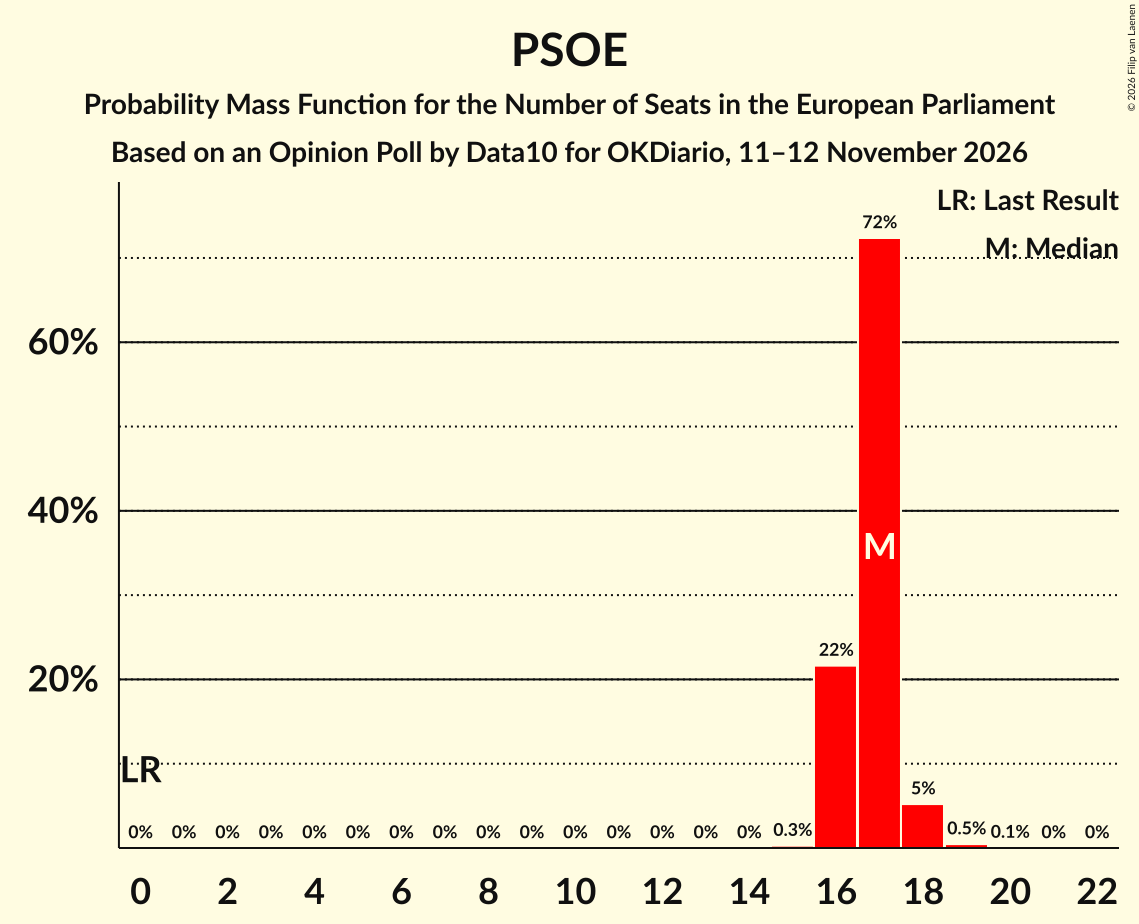 PSOE
Probability Mass Function for the Number of Seats in the European Parliament
Based on an Opinion Poll by Data10 for OKDiario, 11–12 November 2026
© 2026 Filip van Laenen
LR: Last Result
M: Median
72%
60%
40%
M
22%
20%
LR
5%
0% 0% 0% 0% 0% 0% 0% 0% 0% 0% 0% 0% 0% 0% 0% 0.3% 0.5% 0.1% 0% 0%
0 2 4 6 8 10 12 14 16 18 20 22